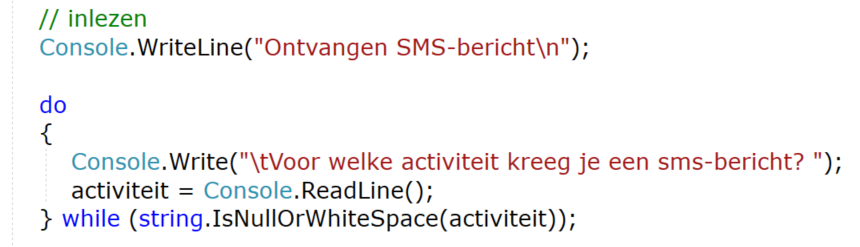 // inlezen
Console.WriteLine("Ontvangen SMS-bericht\n");
do
{
Console.Write("\tVoor welke activiteit kreeg je een sms-bericht? ");
activiteit = Console.ReadLine();
} while (string.IsNullOrWhiteSpace(activiteit));